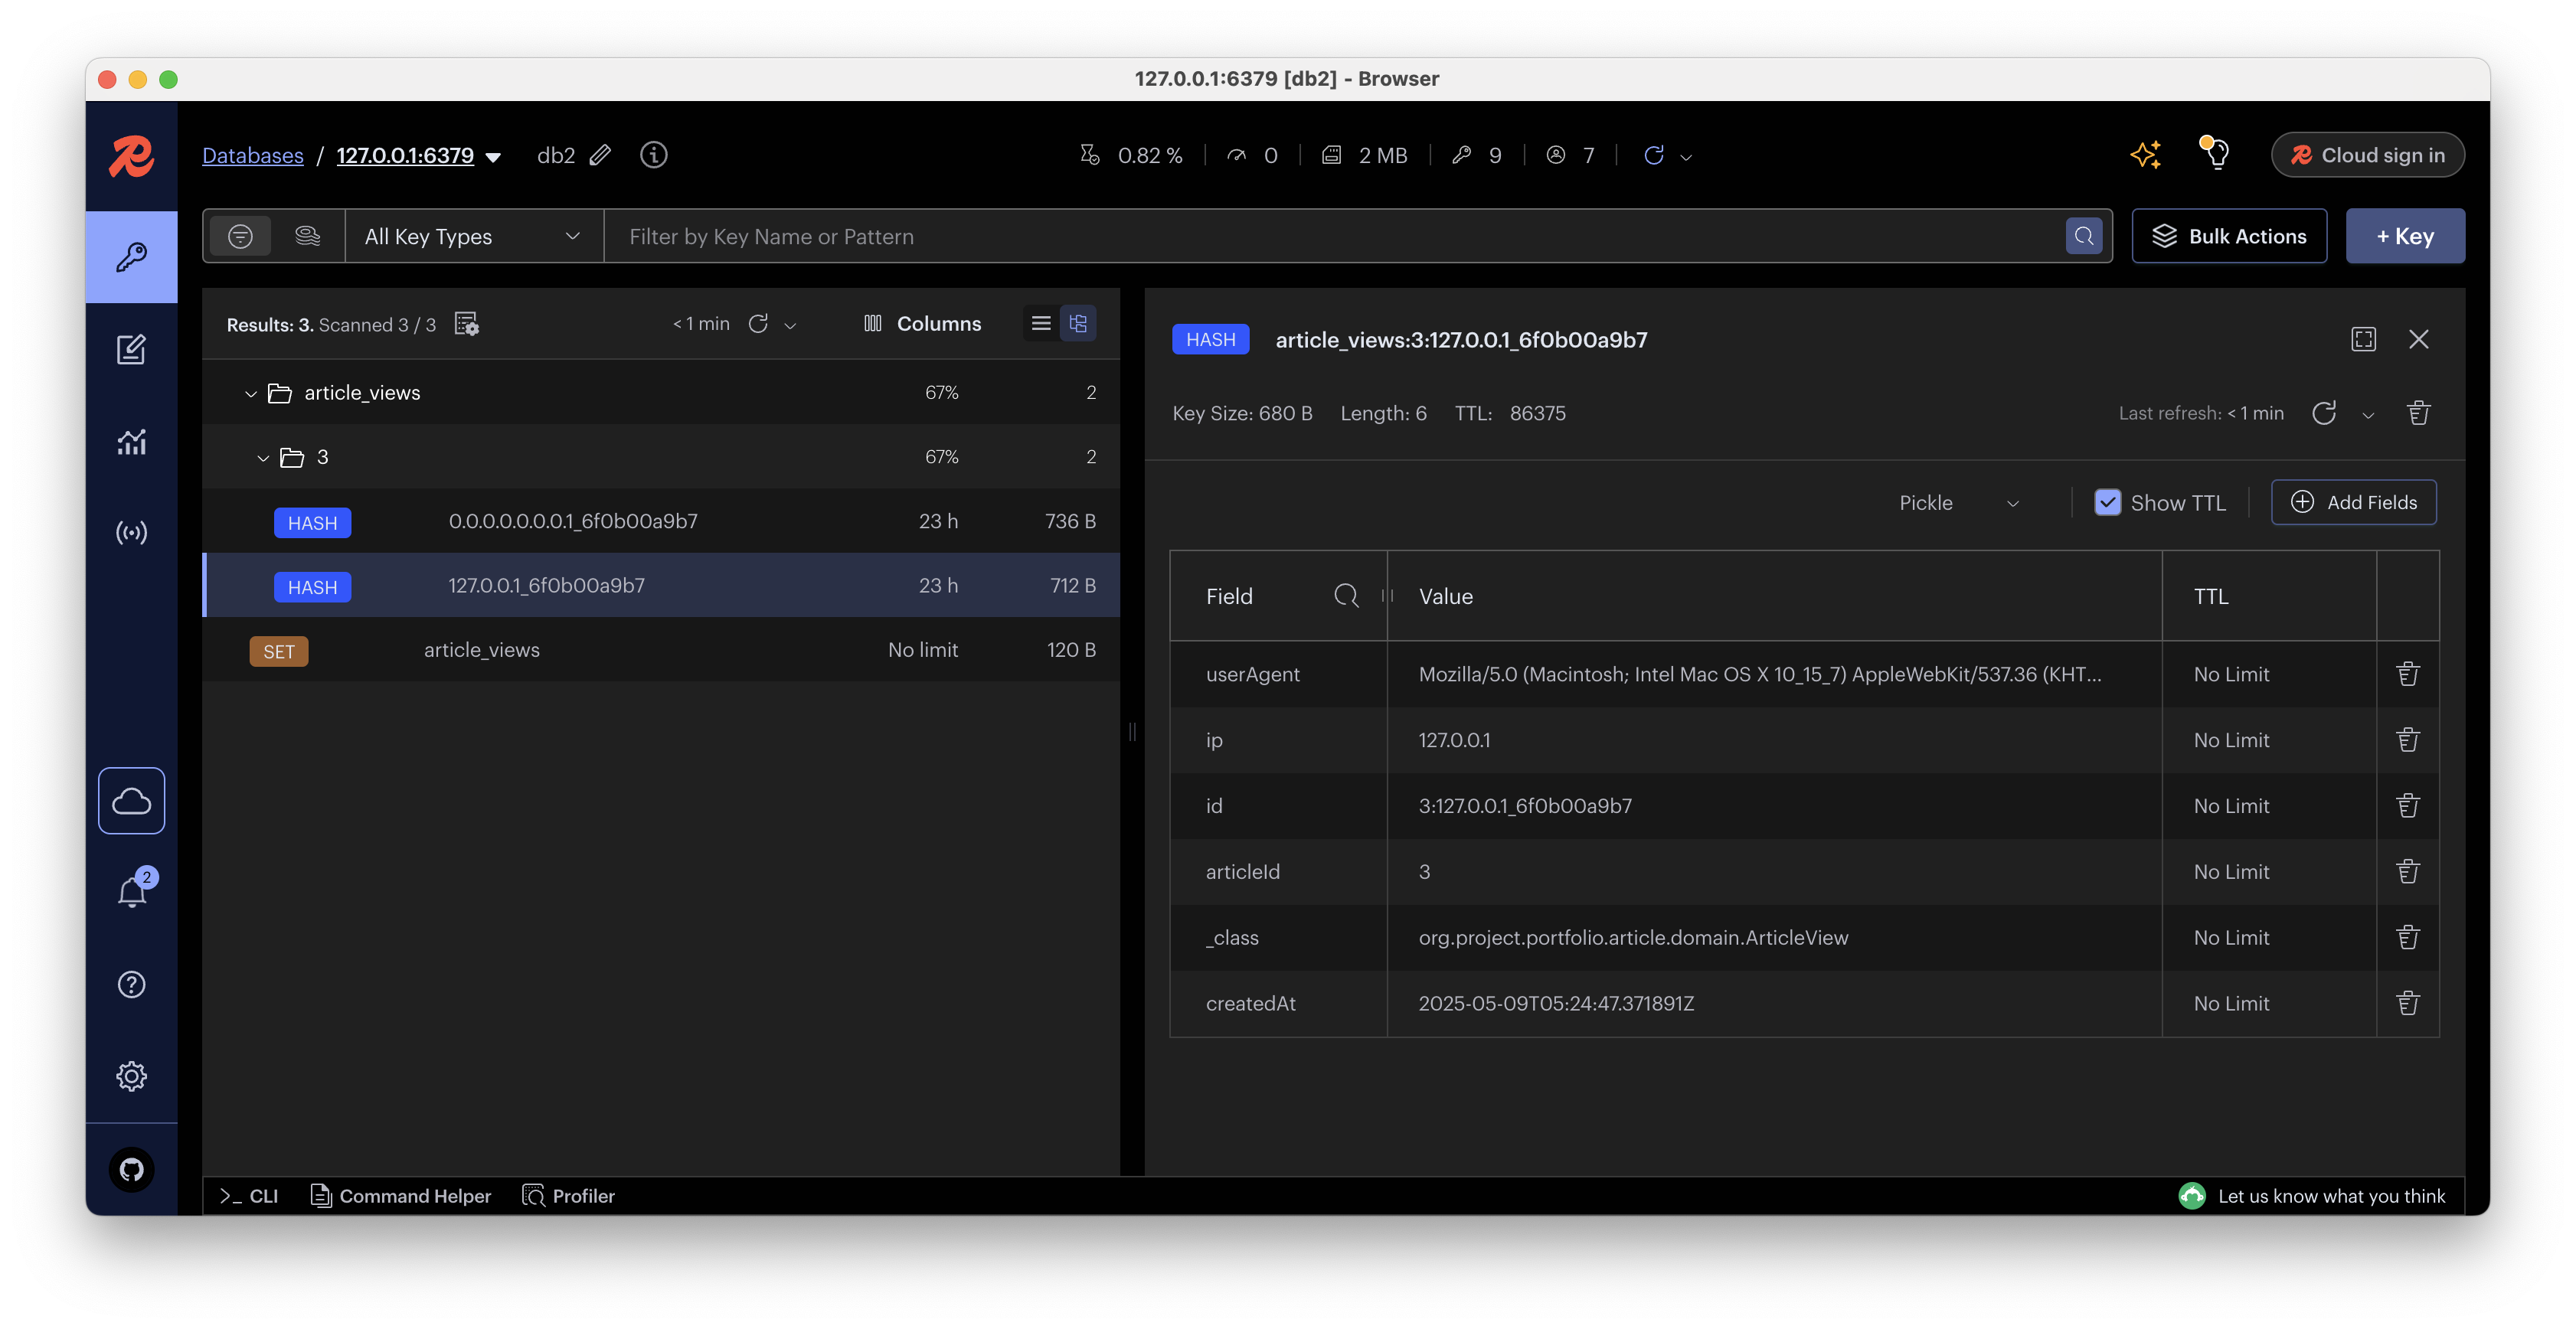 127.0.0.1:6379 [db2] - Browser
Databases / 127.0.0.1:6379 db2 0.82 % 0 2 MB 9 7 Cloud sign in
All Key Types Filter by Key Name or Pattern Bulk Actions + Key
Results: 3. Scanned 3 / 3 < 1 min Columns
article_views 67% 2
3 67% 2
HASH 0.0.0.0.0.0.0.1_6f0b00a9b7 23 h 736 B
HASH 127.0.0.1_6f0b00a9b7 23 h 712 B
SET article_views No limit 120 B
HASH article_views:3:127.0.0.1_6f0b00a9b7
Key Size: 680 B Length: 6 TTL: 86375 Last refresh: < 1 min
Pickle Show TTL Add Fields
Field Value TTL
userAgent Mozilla/5.0 (Macintosh; Intel Mac OS X 10_15_7) AppleWebKit/537.36 (KHT... No Limit
ip 127.0.0.1 No Limit
id 3:127.0.0.1_6f0b00a9b7 No Limit
articleId 3 No Limit
_class org.project.portfolio.article.domain.ArticleView No Limit
createdAt 2025-05-09T05:24:47.371891Z No Limit
2
>_ CLI Command Helper Profiler Let us know what you think